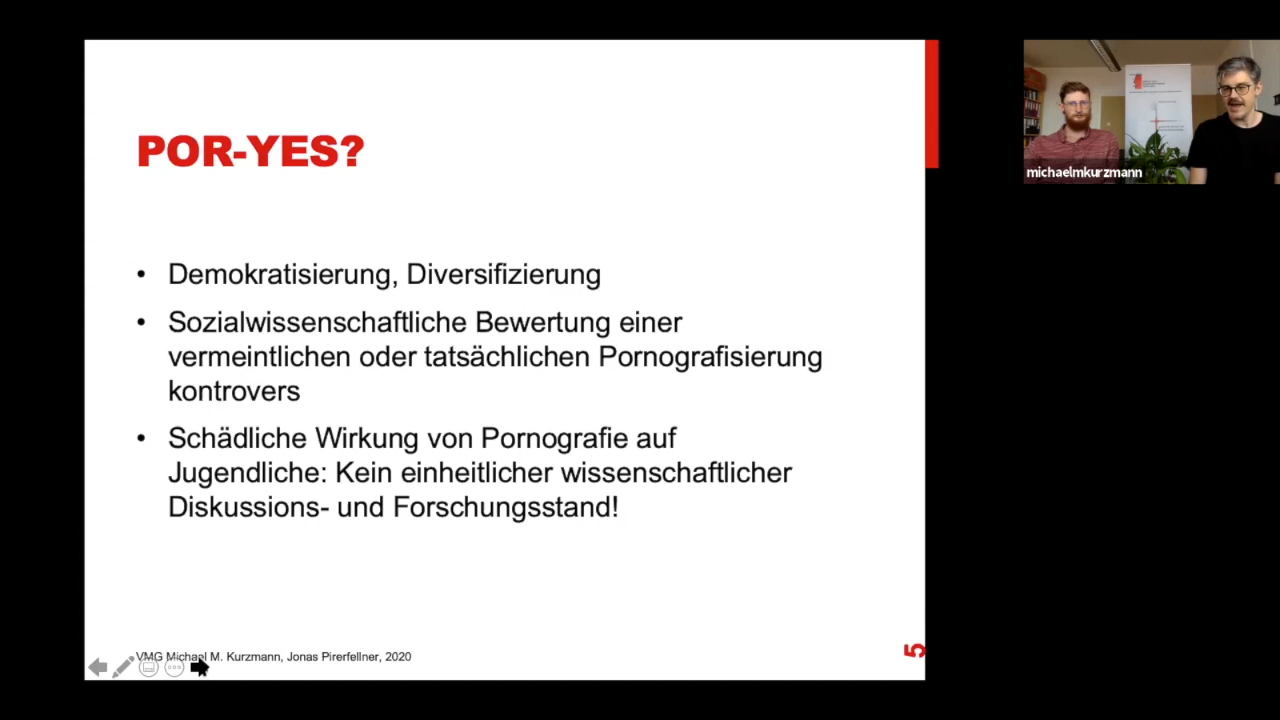 POR-YES?
• Demokratisierung, Diversifizierung
• Sozialwissenschaftliche Bewertung einer
vermeintlichen oder tatsächlichen Pornografisierung
kontrovers
• Schädliche Wirkung von Pornografie auf
Jugendliche: Kein einheitlicher wissenschaftlicher
Diskussions- und Forschungsstand!
VMG Michael M. Kurzmann, Jonas Pirerfellner, 2020
5
michaelmkurzmann